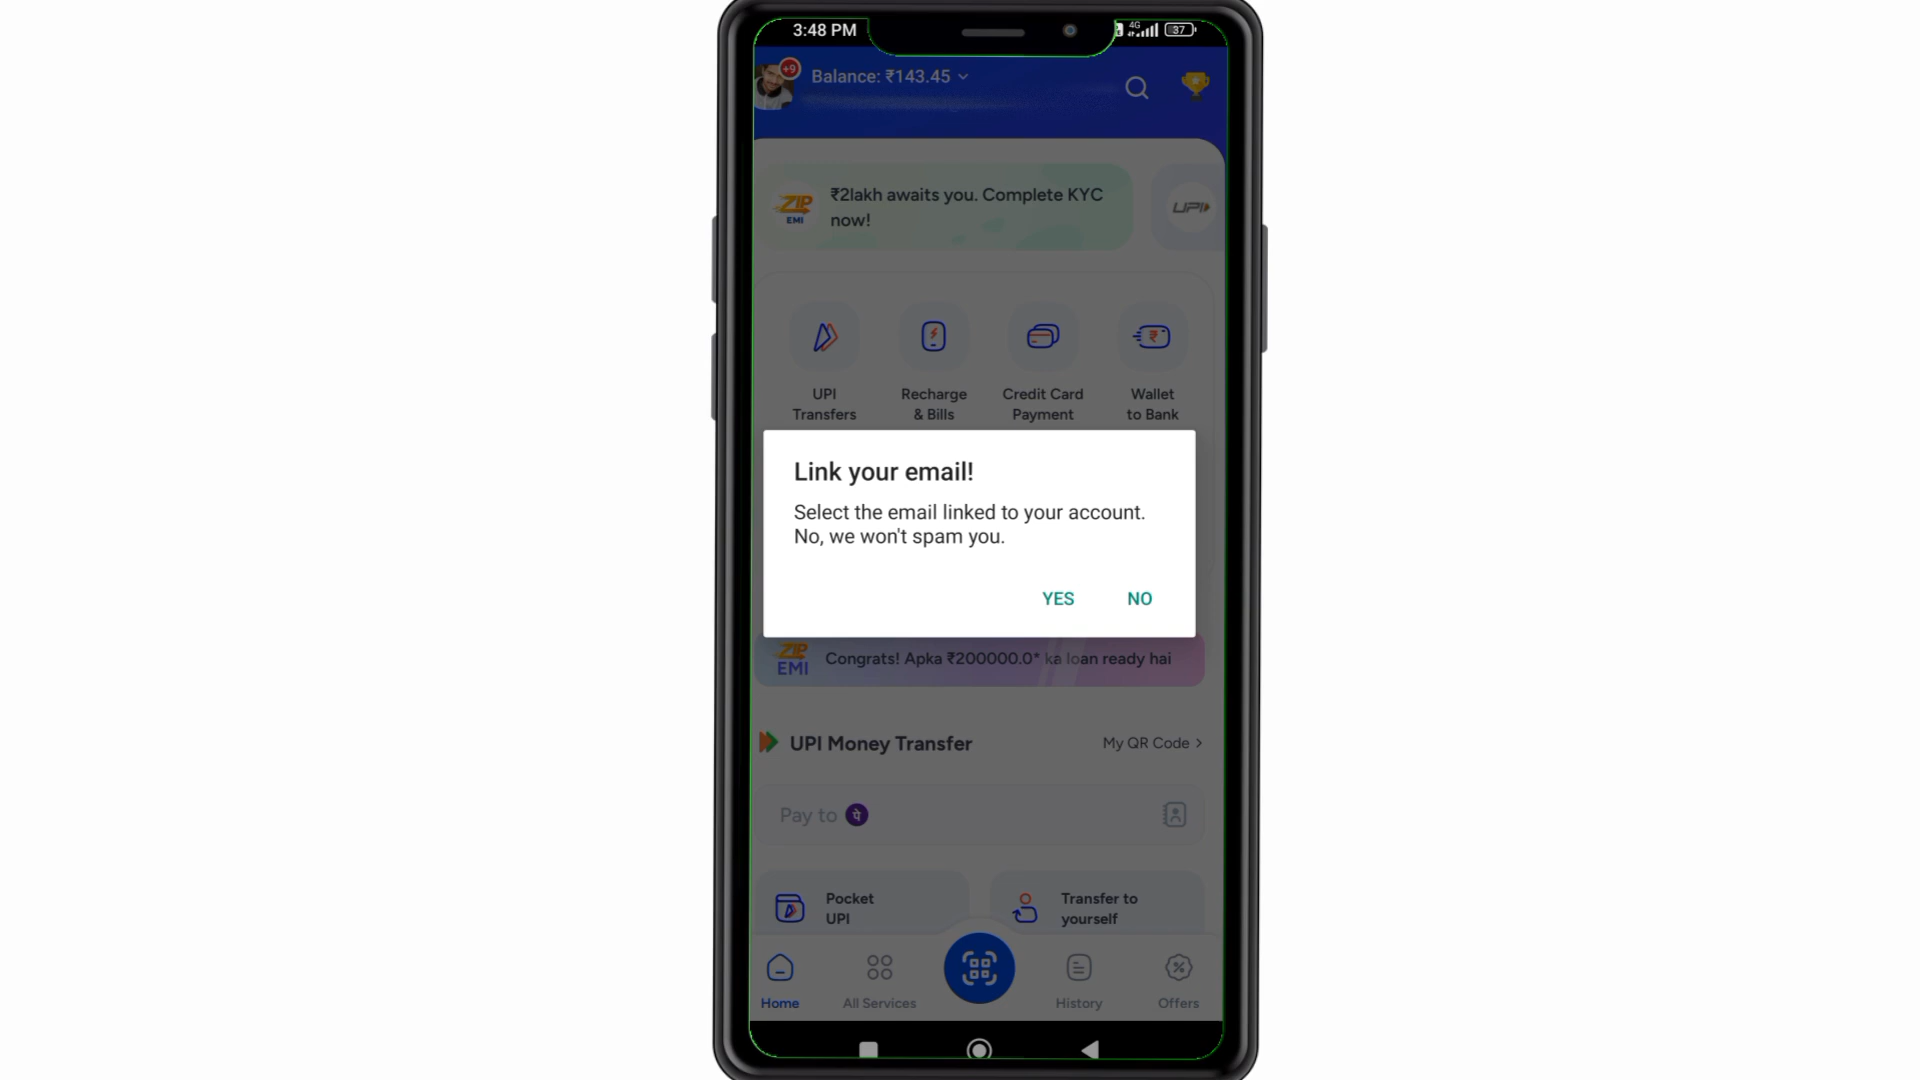 3:48 PM
4G
37
+9
Balance: ₹143.45
ZIP
EMI
₹2lakh awaits you. Complete KYC
now!
UPI
UPI
Transfers
Recharge
& Bills
Credit Card
Payment
Wallet
to Bank
Link your email!
Select the email linked to your account.
No, we won't spam you.
YES
NO
ZIP
EMI
Congrats! Apka ₹200000.0* ka loan ready hai
UPI Money Transfer
My QR Code >
Pay to
पे
Pocket
UPI
Transfer to
yourself
Home
All Services
History
Offers